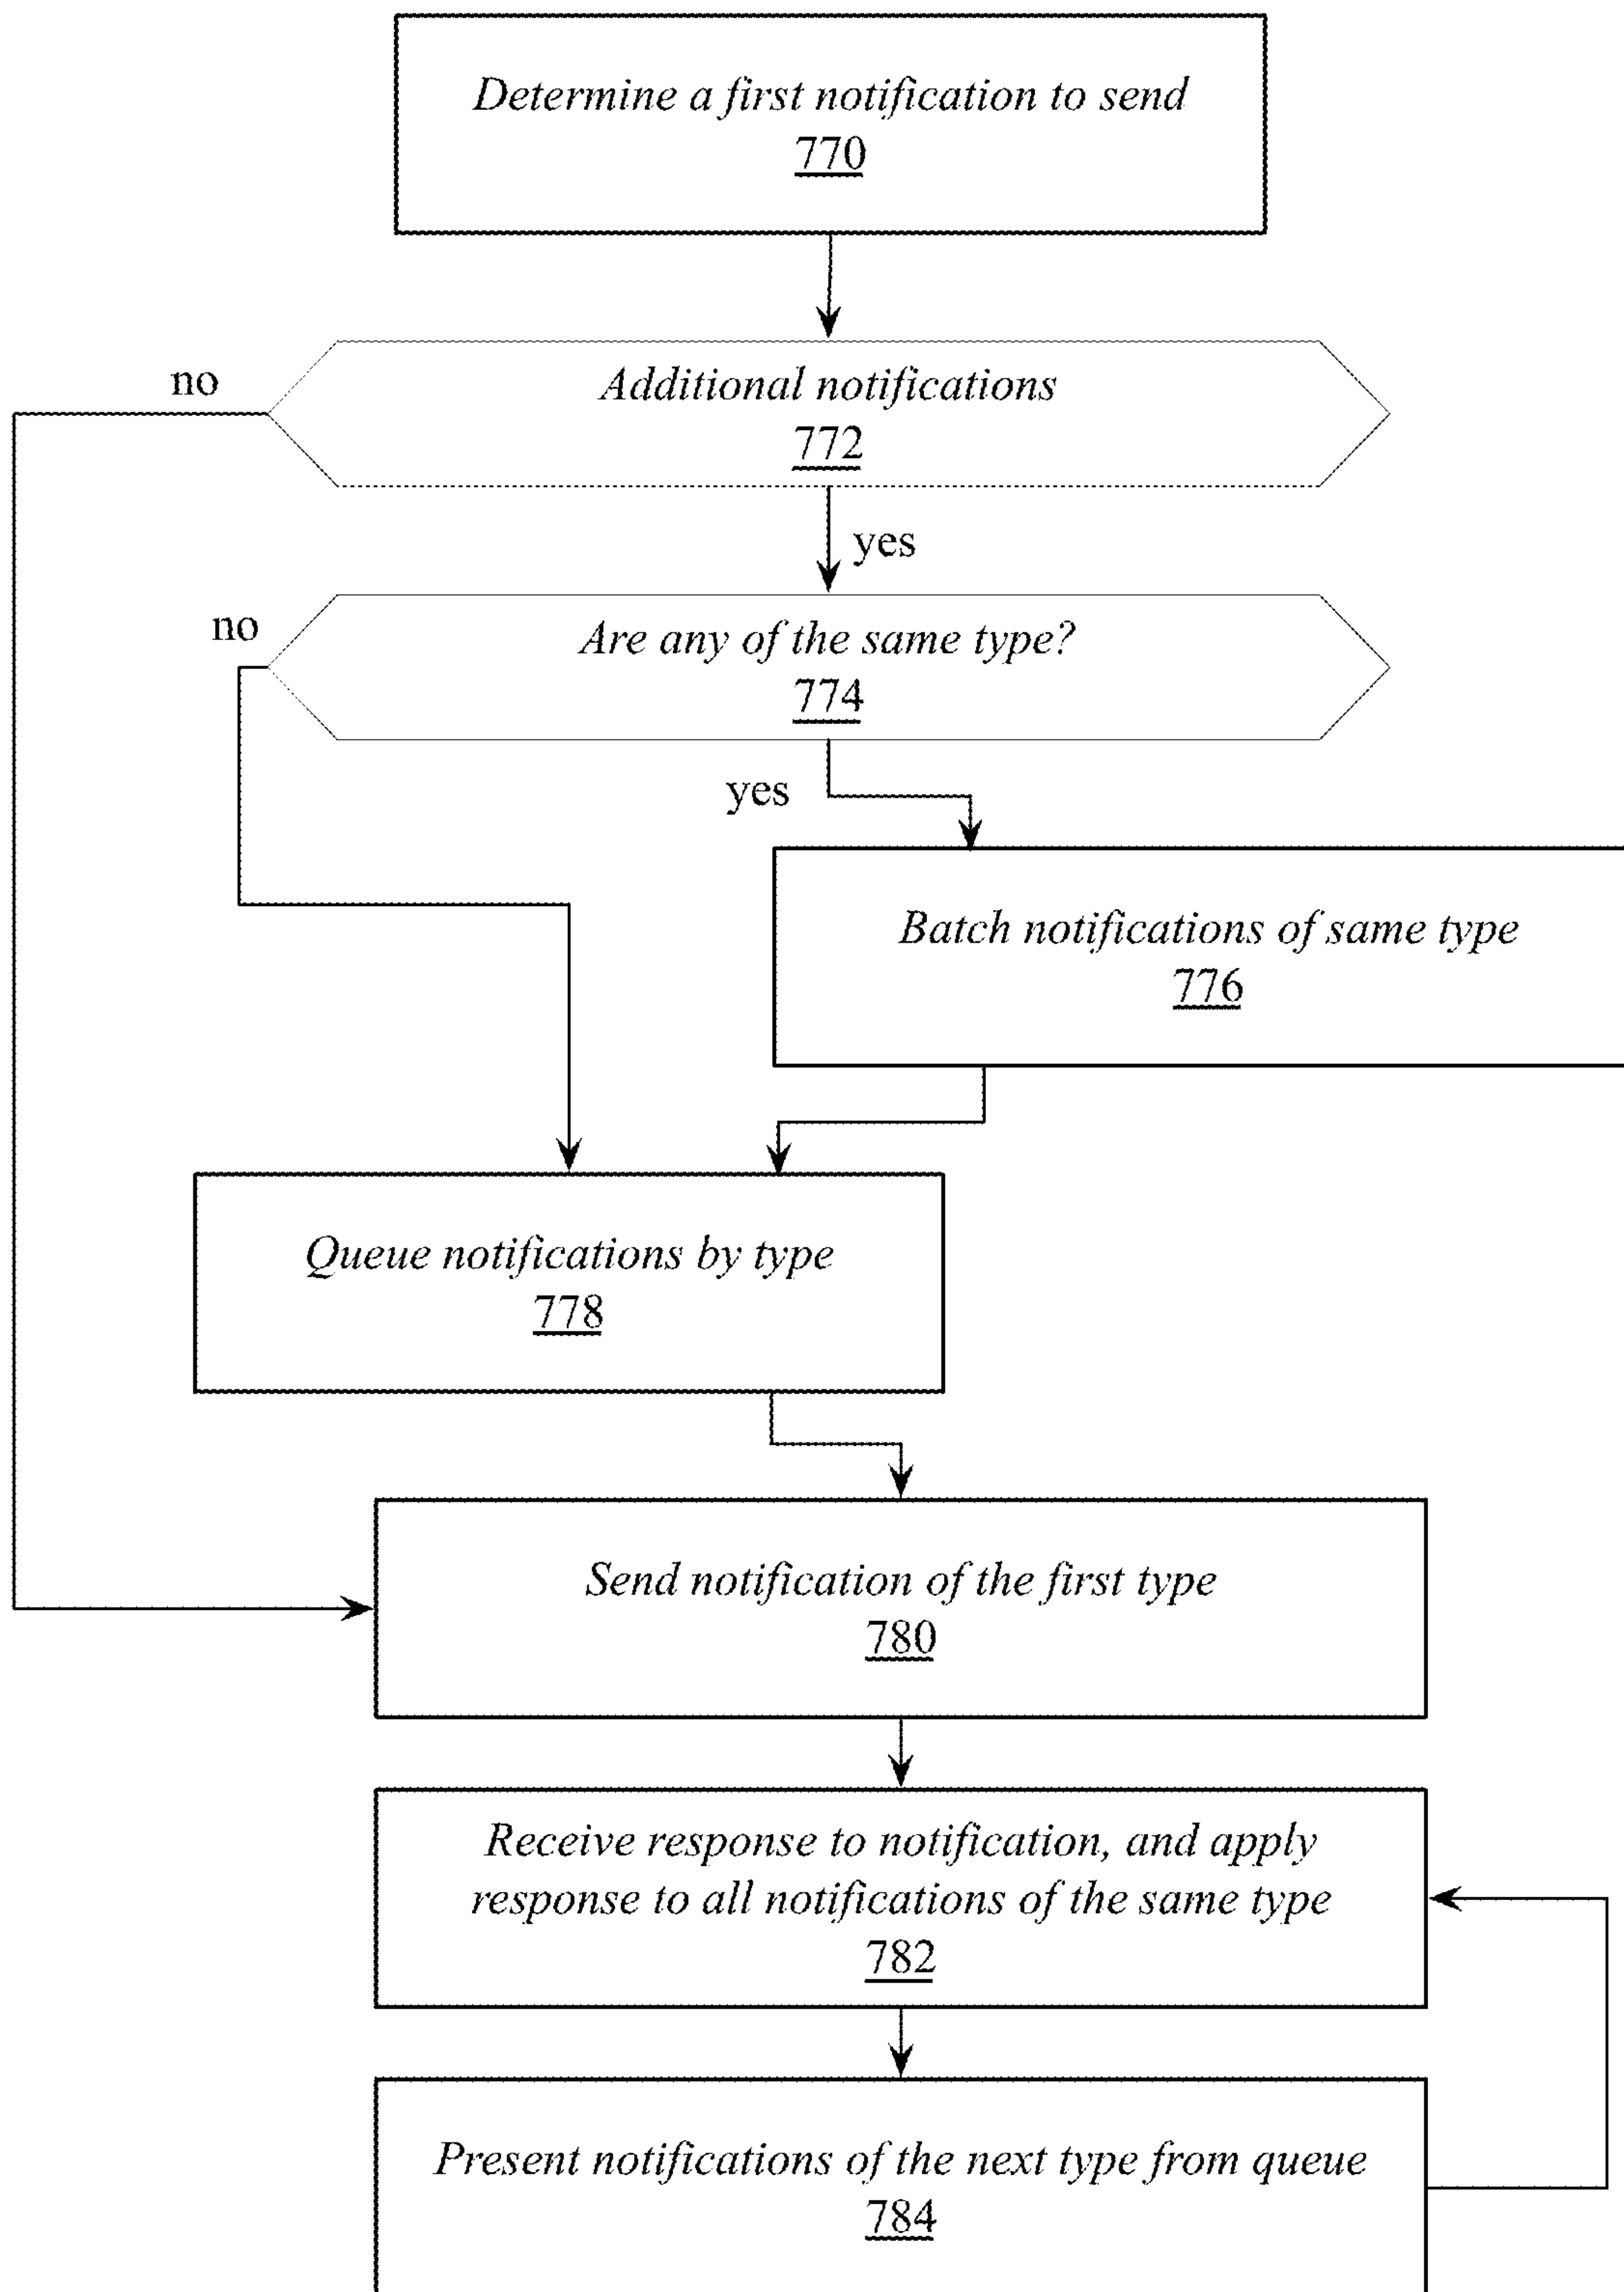 Determine a first notification to send
770
no
Additional notifications
772
yes
no
Are any of the same type?
774
yes
Batch notifications of same type
776
Queue notifications by type
778
Send notification of the first type
780
Receive response to notification, and apply
response to all notifications of the same type
782
Present notifications of the next type from queue
784